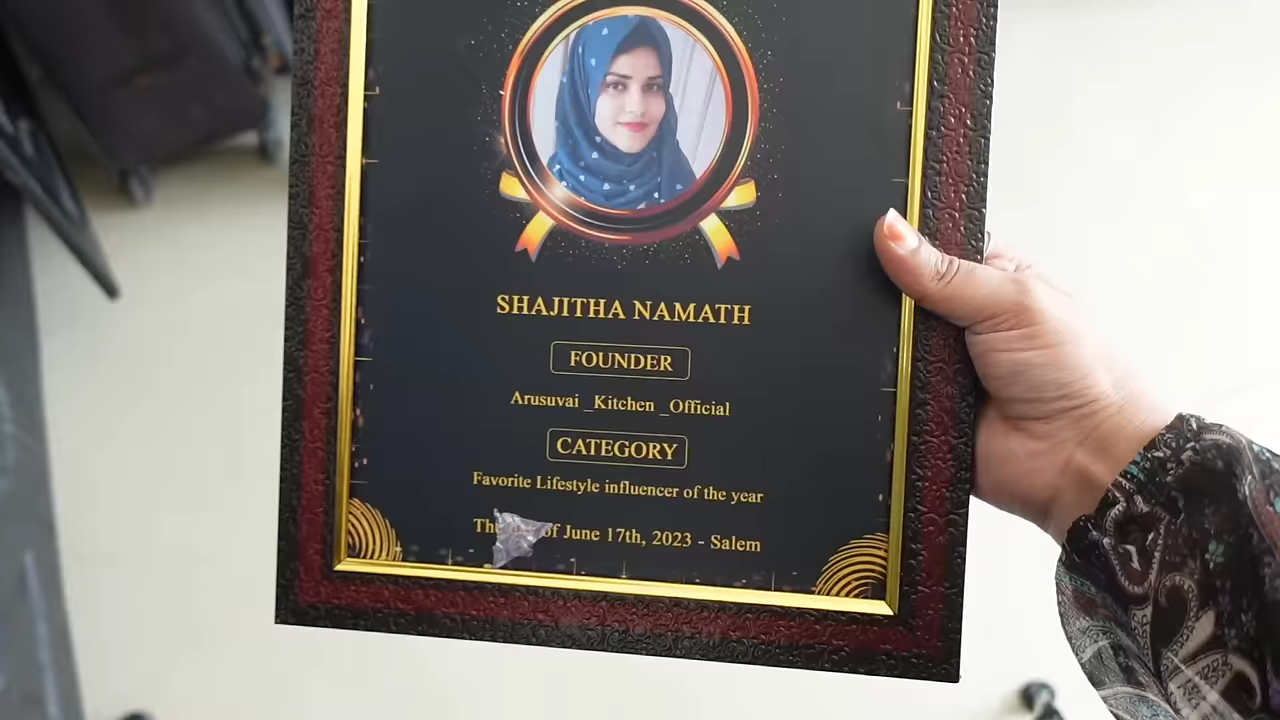 SHAJITHA NAMATH
FOUNDER
Arusuvai _Kitchen _Official
CATEGORY
Favorite Lifestyle influencer of the year
of June 17th, 2023 - Salem